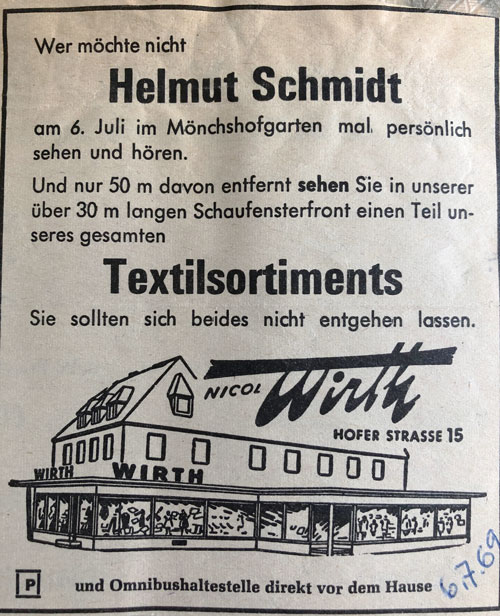 Wer möchte nicht
Helmut Schmidt
am 6. Juli im Mönchshofgarten mal persönlich
sehen und hören.
Und nur 50 m davon entfernt sehen Sie in unserer
über 30 m langen Schaufensterfront einen Teil un-
seres gesamten
Textilsortiments
Sie sollten sich beides nicht entgehen lassen.
NICOL Wirth
HOFER STRASSE 15
WIRTH WIRTH
P und Omnibushaltestelle direkt vor dem Hause
6.7.69